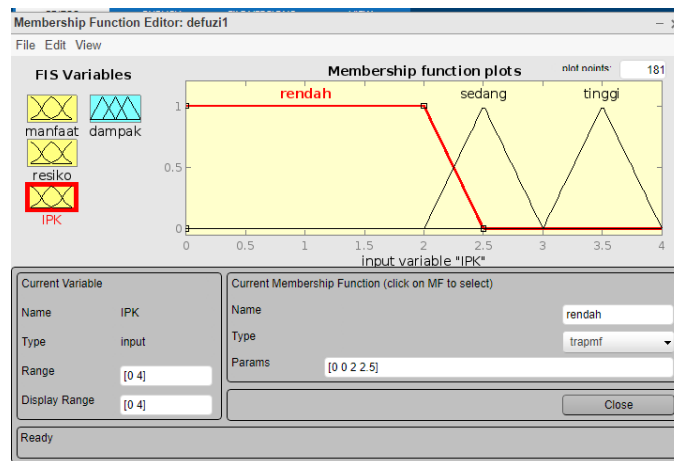 Membership Function Editor: defuzi1
File Edit View
FIS Variables
manfaat dampak
resiko
IPK
Membership function plots
plot points: 181
rendah sedang tinggi
1
0.5
0
0 0.5 1 1.5 2 2.5 3 3.5 4
input variable "IPK"
Current Variable
Name IPK
Type input
Range [0 4]
Display Range [0 4]
Current Membership Function (click on MF to select)
Name rendah
Type trapmf
Params [0 0 2 2.5]
Close
Ready